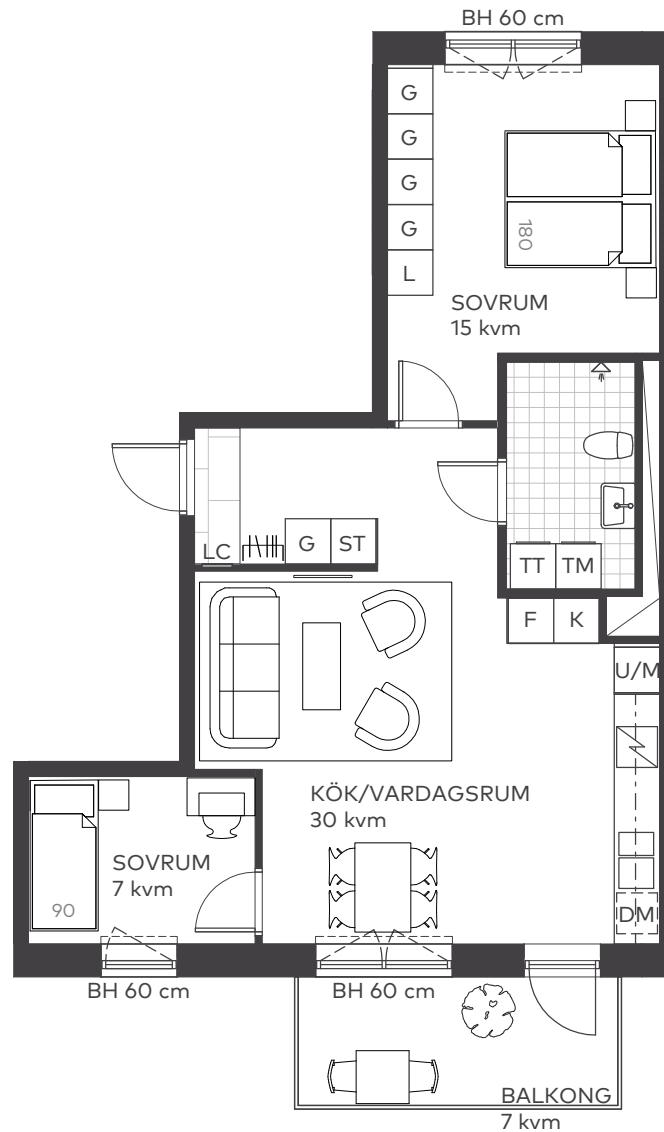 BH 60 cm
G
G
G
G
L
180
SOVRUM
15 kvm
LC
G
ST
TT
TM
F
K
U/M
KÖK/VARDAGSRUM
30 kvm
SOVRUM
7 kvm
90
DM
BH 60 cm
BH 60 cm
BALKONG
7 kvm